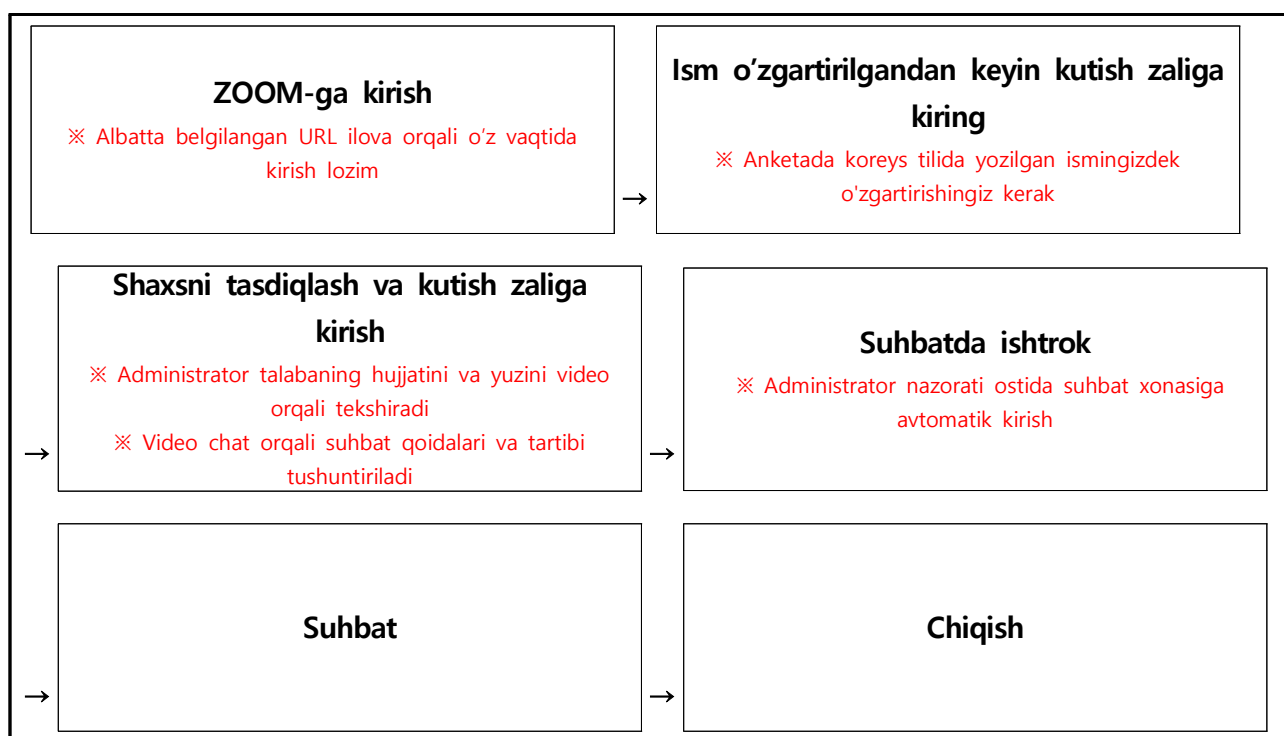 ZOOM-ga kirish
※ Albatta belgilangan URL ilova orqali o‘z vaqtida
kirish lozim
→
Ism o‘zgartirilgandan keyin kutish zaliga
kiring
※ Anketada koreys tilida yozilgan ismingizdek
o'zgartirishingiz kerak
→
Shaxsni tasdiqlash va kutish zaliga
kirish
※ Administrator talabaning hujjatini va yuzini video
orqali tekshiradi
※ Video chat orqali suhbat qoidalari va tartibi
tushuntiriladi
→
Suhbatda ishtrok
※ Administrator nazorati ostida suhbat xonasiga
avtomatik kirish
→
Suhbat
→
Chiqish